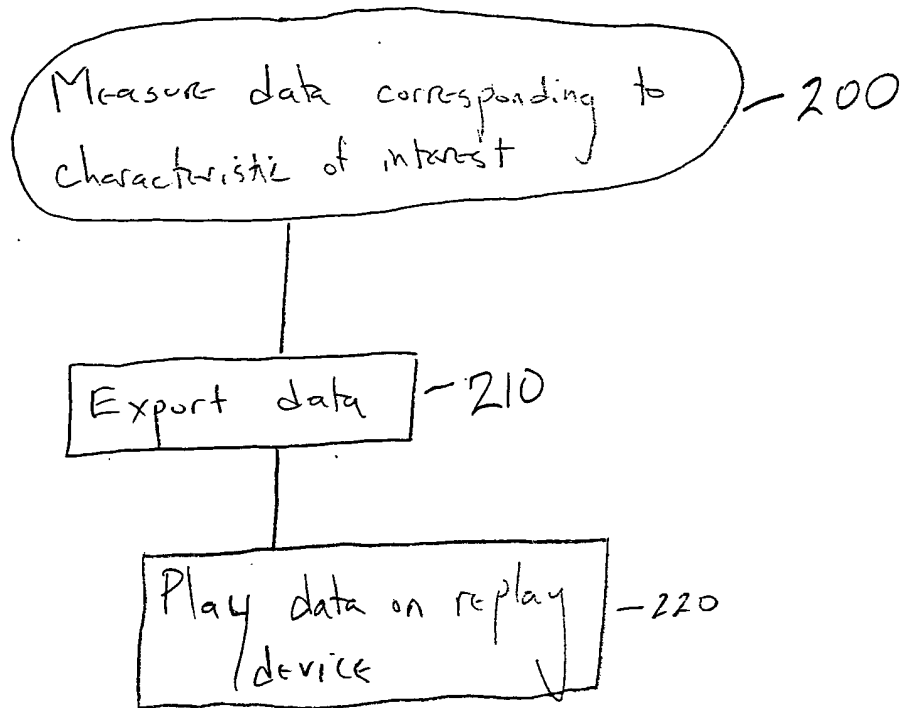 Measure data corresponding to
characteristic of interest
200
Export data
210
Play data on replay
device
220